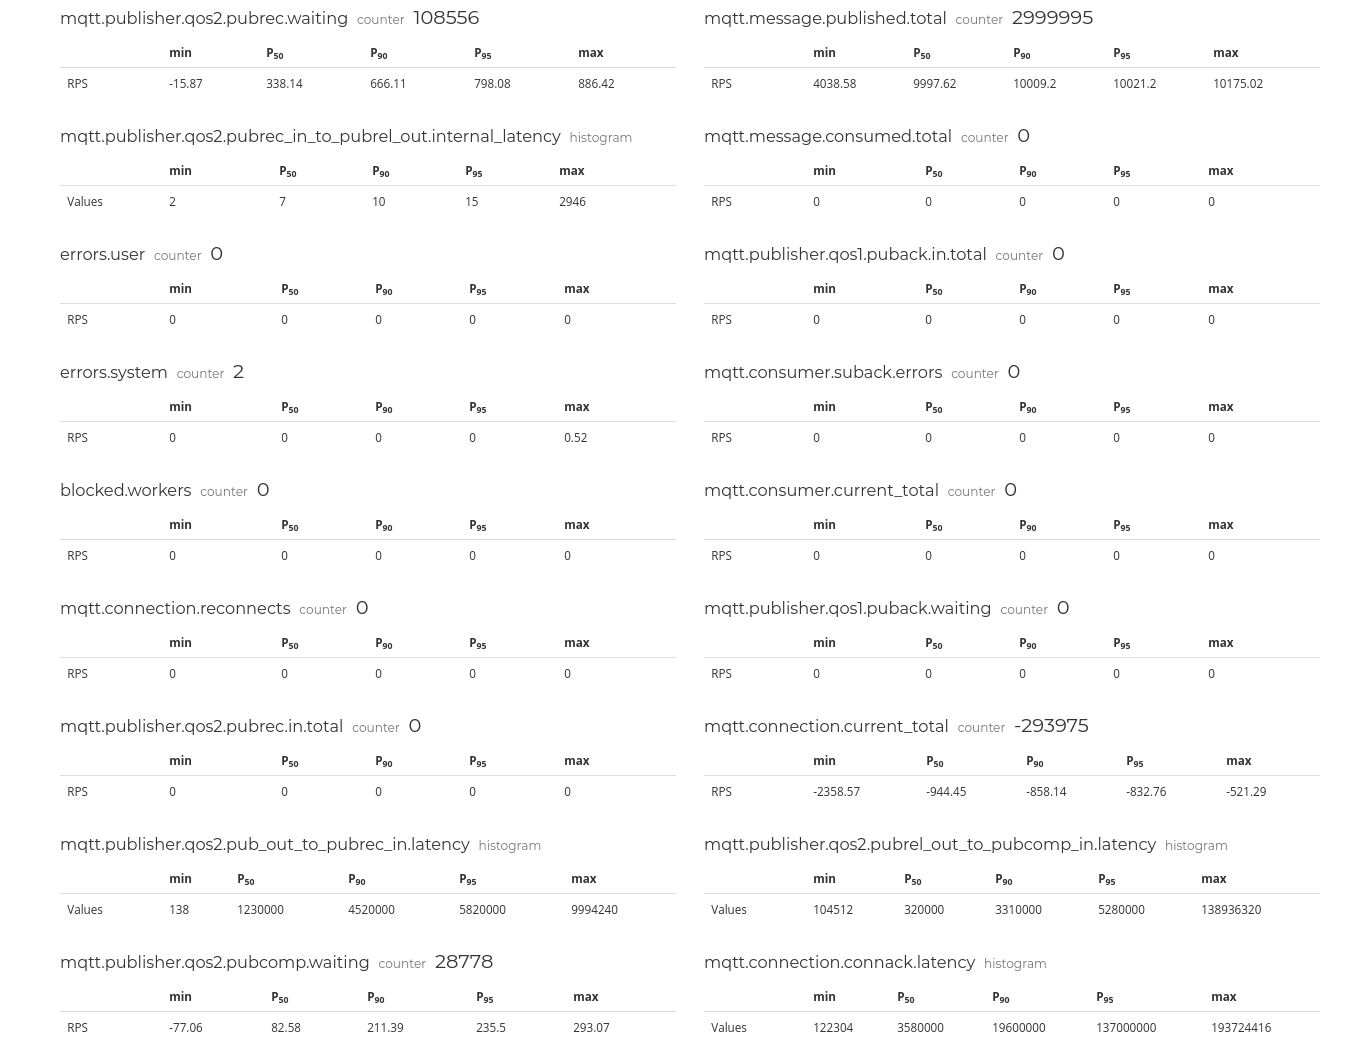 mqtt.publisher.qos2.pubrec.waiting counter 108556
min P50 P90 P95 max
RPS -15.87 338.14 666.11 798.08 886.42
mqtt.publisher.qos2.pubrec_in_to_pubrel_out.internal_latency histogram
min P50 P90 P95 max
Values 2 7 10 15 2946
errors.user counter 0
min P50 P90 P95 max
RPS 0 0 0 0 0
errors.system counter 2
min P50 P90 P95 max
RPS 0 0 0 0 0.52
blocked.workers counter 0
min P50 P90 P95 max
RPS 0 0 0 0 0
mqtt.connection.reconnects counter 0
min P50 P90 P95 max
RPS 0 0 0 0 0
mqtt.publisher.qos2.pubrec.in.total counter 0
min P50 P90 P95 max
RPS 0 0 0 0 0
mqtt.publisher.qos2.pub_out_to_pubrec_in.latency histogram
min P50 P90 P95 max
Values 138 1230000 4520000 5820000 9994240
mqtt.publisher.qos2.pubcomp.waiting counter 28778
min P50 P90 P95 max
RPS -77.06 82.58 211.39 235.5 293.07
mqtt.message.published.total counter 2999995
min P50 P90 P95 max
RPS 4038.58 9997.62 10009.2 10021.2 10175.02
mqtt.message.consumed.total counter 0
min P50 P90 P95 max
RPS 0 0 0 0 0
mqtt.publisher.qos1.puback.in.total counter 0
min P50 P90 P95 max
RPS 0 0 0 0 0
mqtt.consumer.suback.errors counter 0
min P50 P90 P95 max
RPS 0 0 0 0 0
mqtt.consumer.current_total counter 0
min P50 P90 P95 max
RPS 0 0 0 0 0
mqtt.publisher.qos1.puback.waiting counter 0
min P50 P90 P95 max
RPS 0 0 0 0 0
mqtt.connection.current_total counter -293975
min P50 P90 P95 max
RPS -2358.57 -944.45 -858.14 -832.76 -521.29
mqtt.publisher.qos2.pubrel_out_to_pubcomp_in.latency histogram
min P50 P90 P95 max
Values 104512 320000 3310000 5280000 138936320
mqtt.connection.connack.latency histogram
min P50 P90 P95 max
Values 122304 3580000 19600000 137000000 193724416